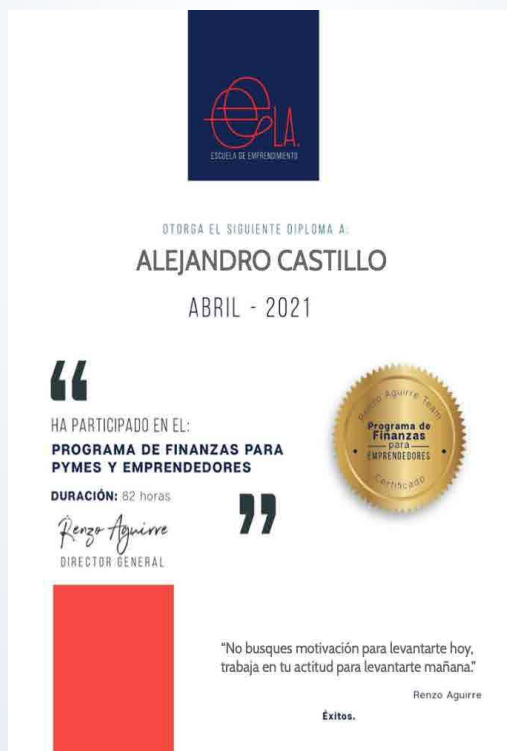 eeLA.
ESCUELA DE EMPRENDIMIENTO
OTORGA EL SIGUIENTE DIPLOMA A:
ALEJANDRO CASTILLO
ABRIL - 2021
“
HA PARTICIPADO EN EL:
PROGRAMA DE FINANZAS PARA
PYMES Y EMPRENDEDORES
DURACIÓN: 82 horas
”
Renzo Aguirre
DIRECTOR GENERAL
Renzo Aguirre Team
Programa de
Finanzas
para
EMPRENDEDORES
Certificado
“No busques motivación para levantarte hoy,
trabaja en tu actitud para levantarte mañana.”
Renzo Aguirre
Éxitos.